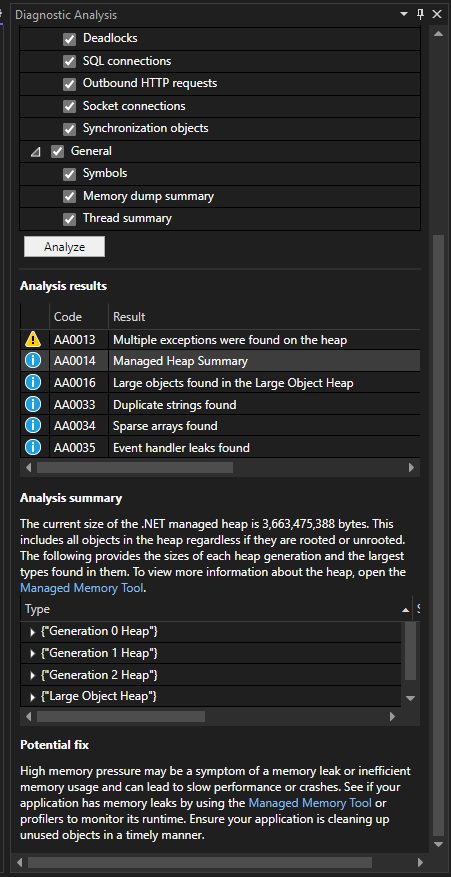 Diagnostic Analysis
Deadlocks
SQL connections
Outbound HTTP requests
Socket connections
Synchronization objects
General
Symbols
Memory dump summary
Thread summary
Analyze
Analysis results
Code Result
AA0013 Multiple exceptions were found on the heap
AA0014 Managed Heap Summary
AA0016 Large objects found in the Large Object Heap
AA0033 Duplicate strings found
AA0034 Sparse arrays found
AA0035 Event handler leaks found
Analysis summary
The current size of the .NET managed heap is 3,663,475,388 bytes. This
includes all objects in the heap regardless if they are rooted or unrooted.
The following provides the sizes of each heap generation and the largest
types found in them. To view more information about the heap, open the
Managed Memory Tool.
Type
{"Generation 0 Heap"}
{"Generation 1 Heap"}
{"Generation 2 Heap"}
{"Large Object Heap"}
Potential fix
High memory pressure may be a symptom of a memory leak or inefficient
memory usage and can lead to slow performance or crashes. See if your
application has memory leaks by using the Managed Memory Tool or
profilers to monitor its runtime. Ensure your application is cleaning up
unused objects in a timely manner.